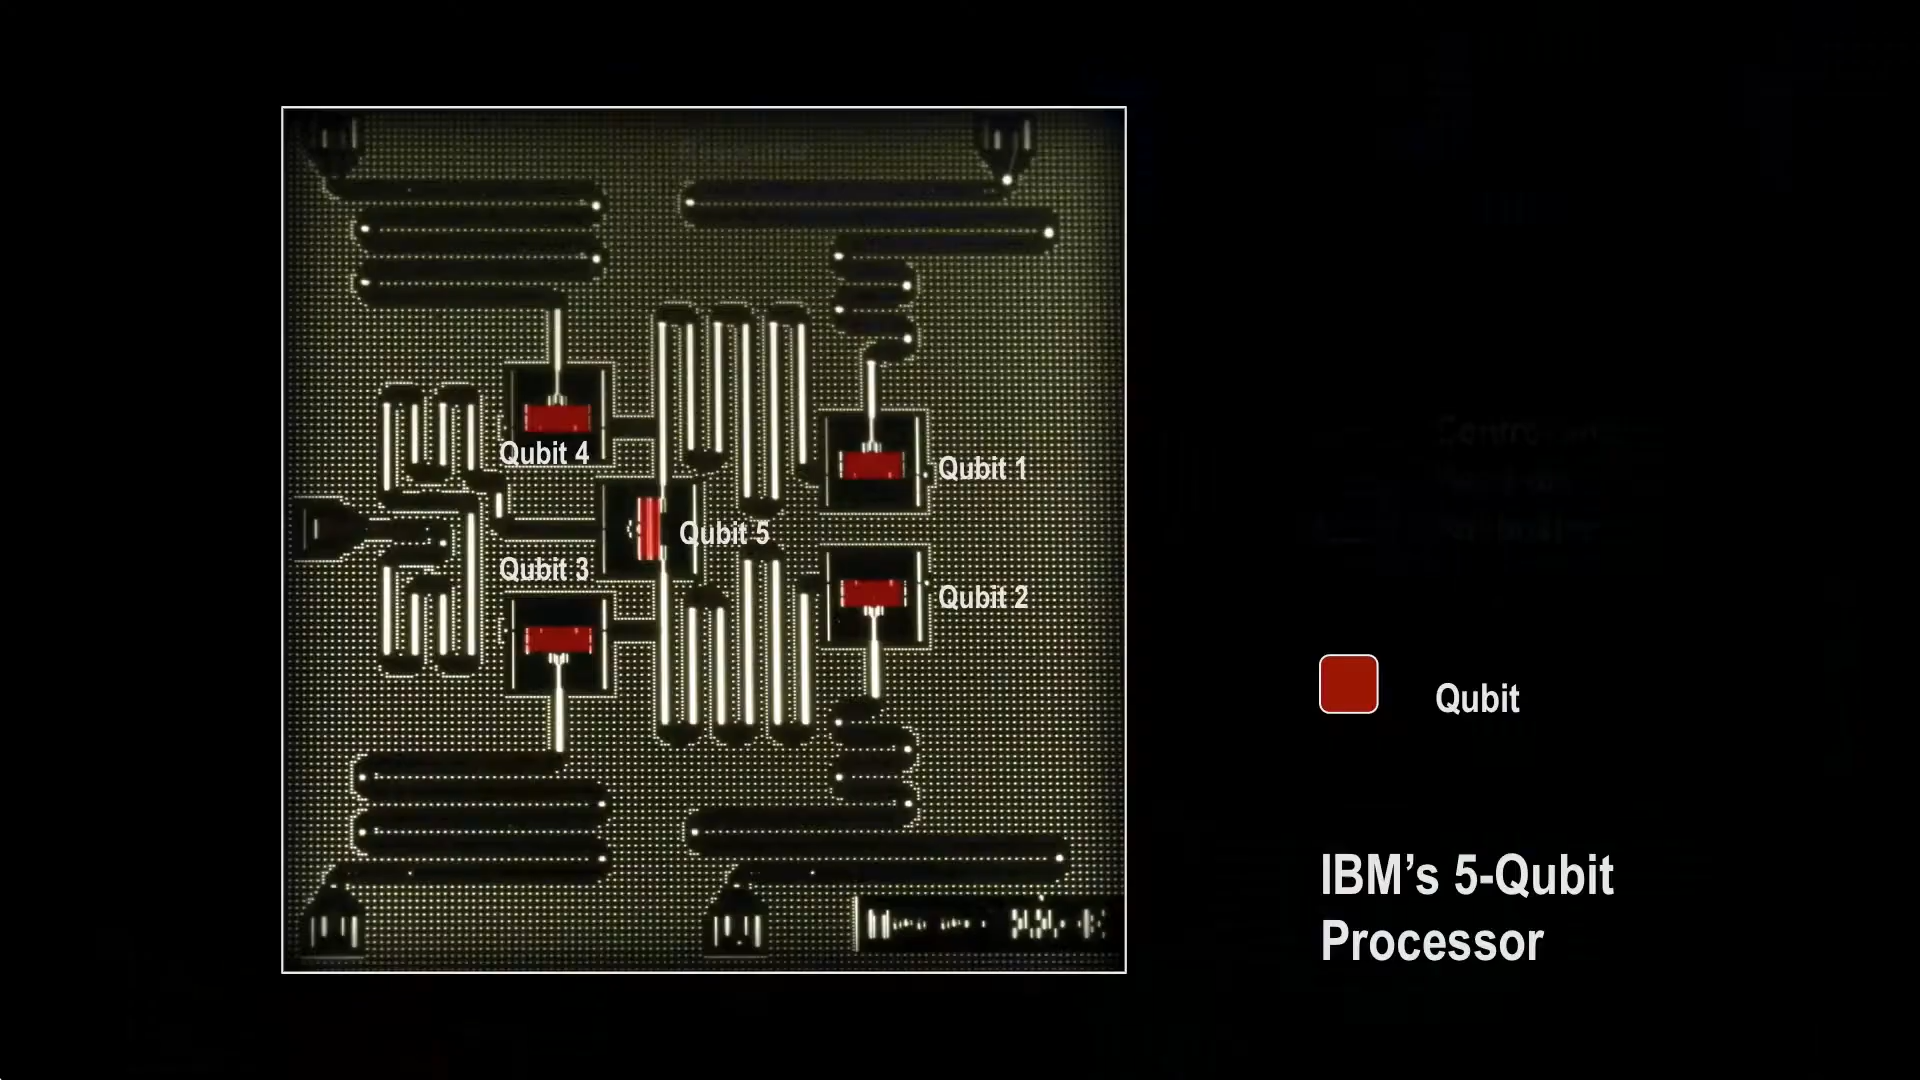 Qubit 4
Qubit 1
Qubit 5
Qubit 3
Qubit 2
Qubit
IBM’s 5-Qubit
Processor